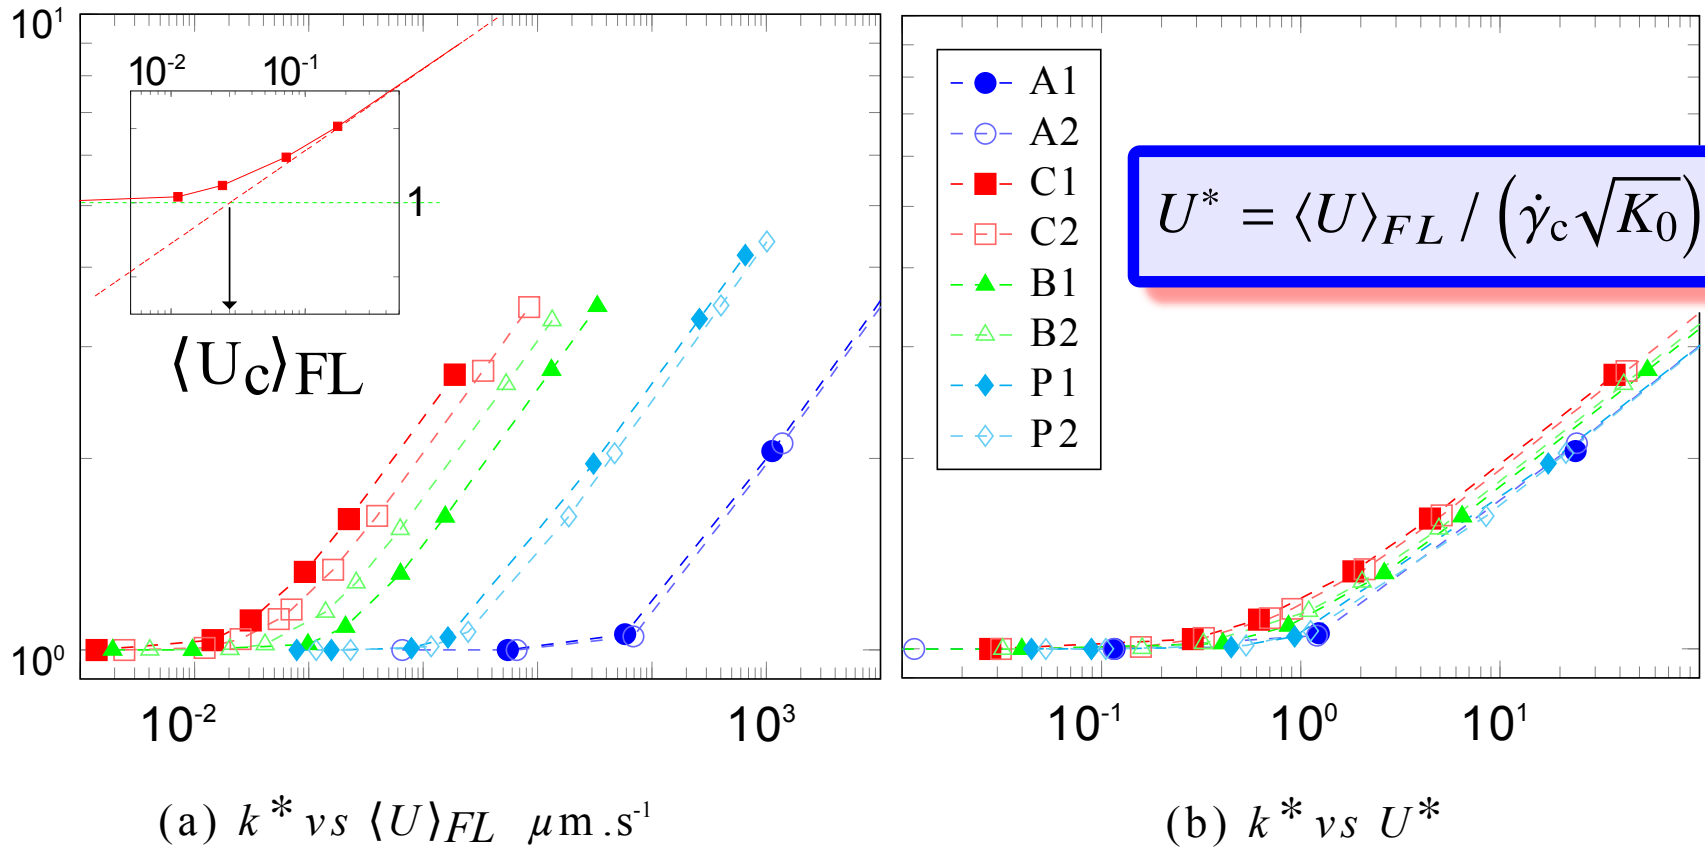 10¹
10⁻² 10⁻¹
1
⟨U_c⟩_FL
10⁰
10⁻² 10³
(a) k* vs ⟨U⟩_FL μm.s⁻¹
A1
A2
C1
C2
B1
B2
P1
P2
U* = ⟨U⟩_FL / (γ̇_c √K₀)
10⁻¹ 10⁰ 10¹
(b) k* vs U*